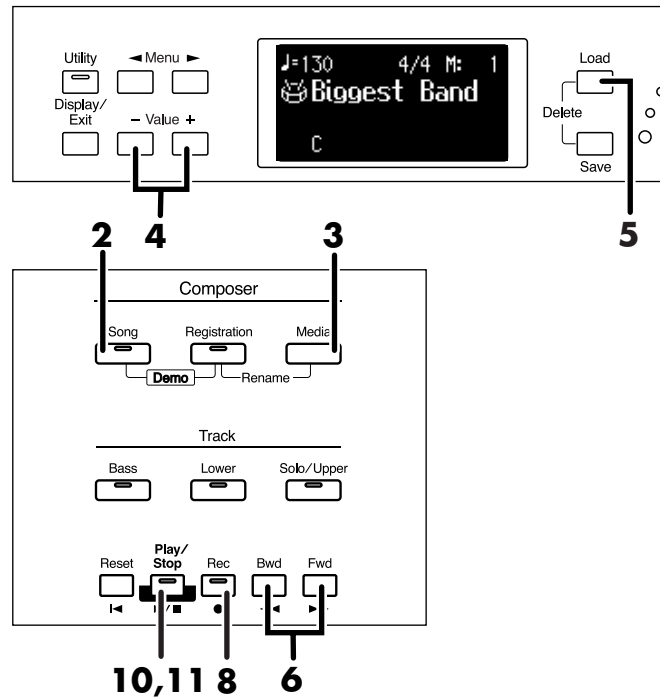 Utility
◄ Menu ►
Display/
Exit
– Value +
♩=130 4/4 M: 1
Biggest Band
C
Load
Delete
Save
4
5
2
3
Composer
Song
Registration
Media
Demo
Rename
Track
Bass
Lower
Solo/Upper
Reset
Play/
Stop
Rec
Bwd
Fwd
10,11
8
6